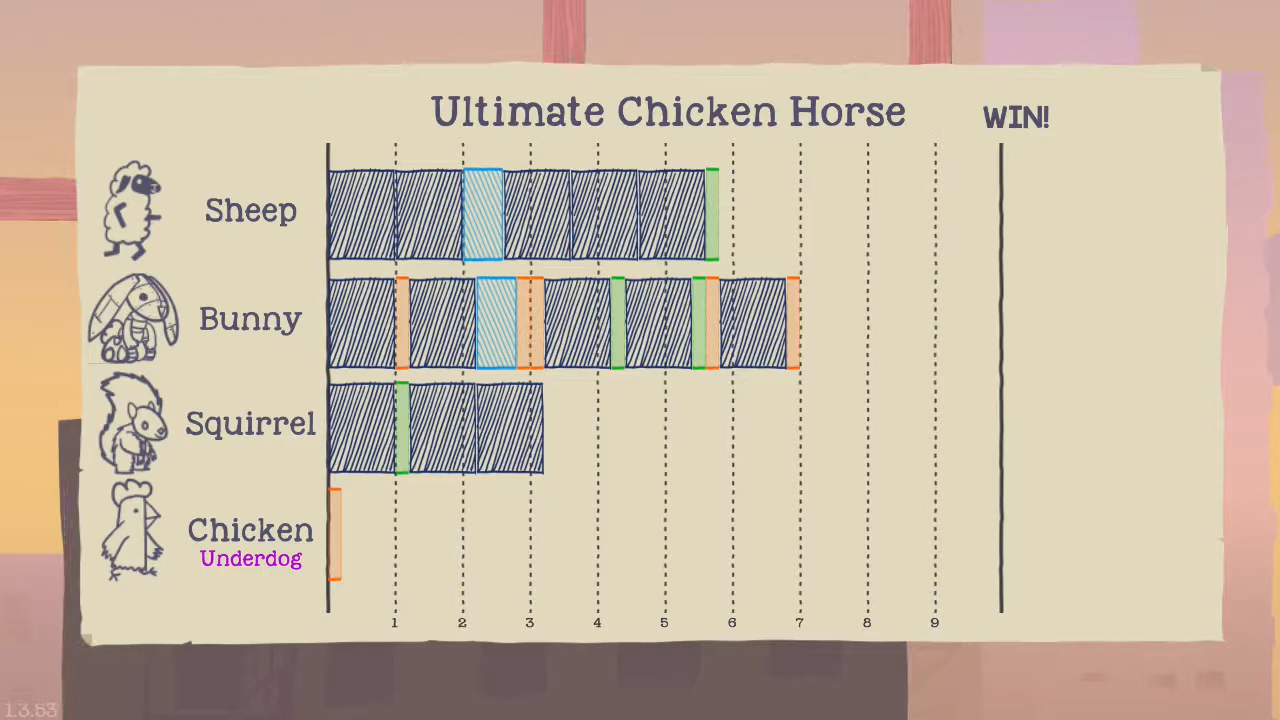 Ultimate Chicken Horse
WIN!
Sheep
Bunny
Squirrel
Chicken
Underdog
1 2 3 4 5 6 7 8 9
1.3.53